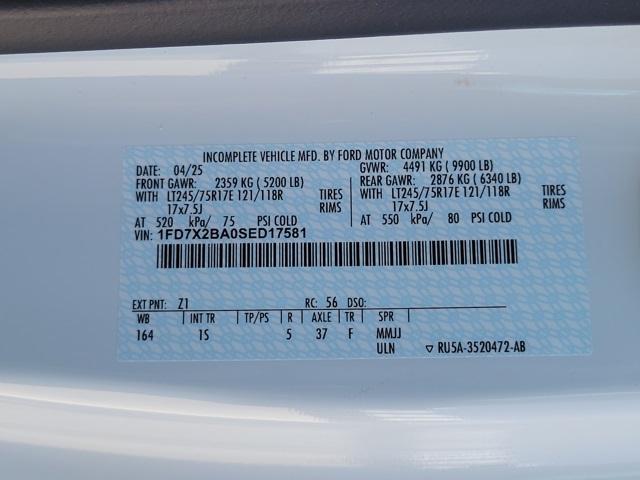 INCOMPLETE VEHICLE MFD. BY FORD MOTOR COMPANY
DATE: 04/25 GVWR: 4491 KG ( 9900 LB)
FRONT GAWR: 2359 KG ( 5200 LB) REAR GAWR: 2876 KG ( 6340 LB)
WITH LT245/75R17E 121/118R TIRES WITH LT245/75R17E 121/118R TIRES
17x7.5J RIMS 17x7.5J RIMS
AT 520 kPa/ 75 PSI COLD AT 550 kPa/ 80 PSI COLD
VIN: 1FD7X2BA0SED17581
EXT PNT: Z1 RC: 56 DSO:
WB INT TR TP/PS R AXLE TR SPR
164 1S 5 37 F MMJJ
ULN ▽ RU5A-3520472-AB